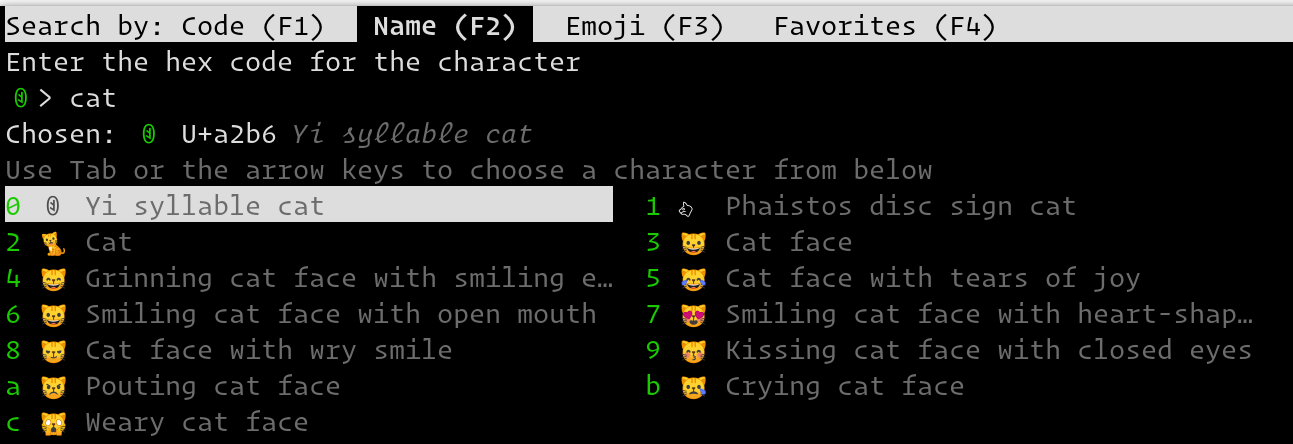 Search by: Code (F1) Name (F2) Emoji (F3) Favorites (F4)
Enter the hex code for the character
ꊶ> cat
Chosen: ꊶ U+a2b6 Yi syllable cat
Use Tab or the arrow keys to choose a character from below
0 ꊶ Yi syllable cat 1 𐇬 Phaistos disc sign cat
2 🐈 Cat 3 🐱 Cat face
4 😸 Grinning cat face with smiling e… 5 😹 Cat face with tears of joy
6 😺 Smiling cat face with open mouth 7 😻 Smiling cat face with heart-shap…
8 😼 Cat face with wry smile 9 😽 Kissing cat face with closed eyes
a 😾 Pouting cat face b 😿 Crying cat face
c 🙀 Weary cat face